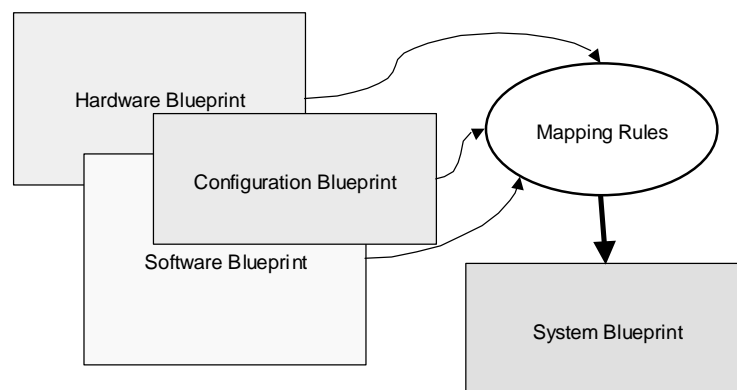 Hardware Blueprint
Mapping Rules
Configuration Blueprint
Software Blueprint
System Blueprint